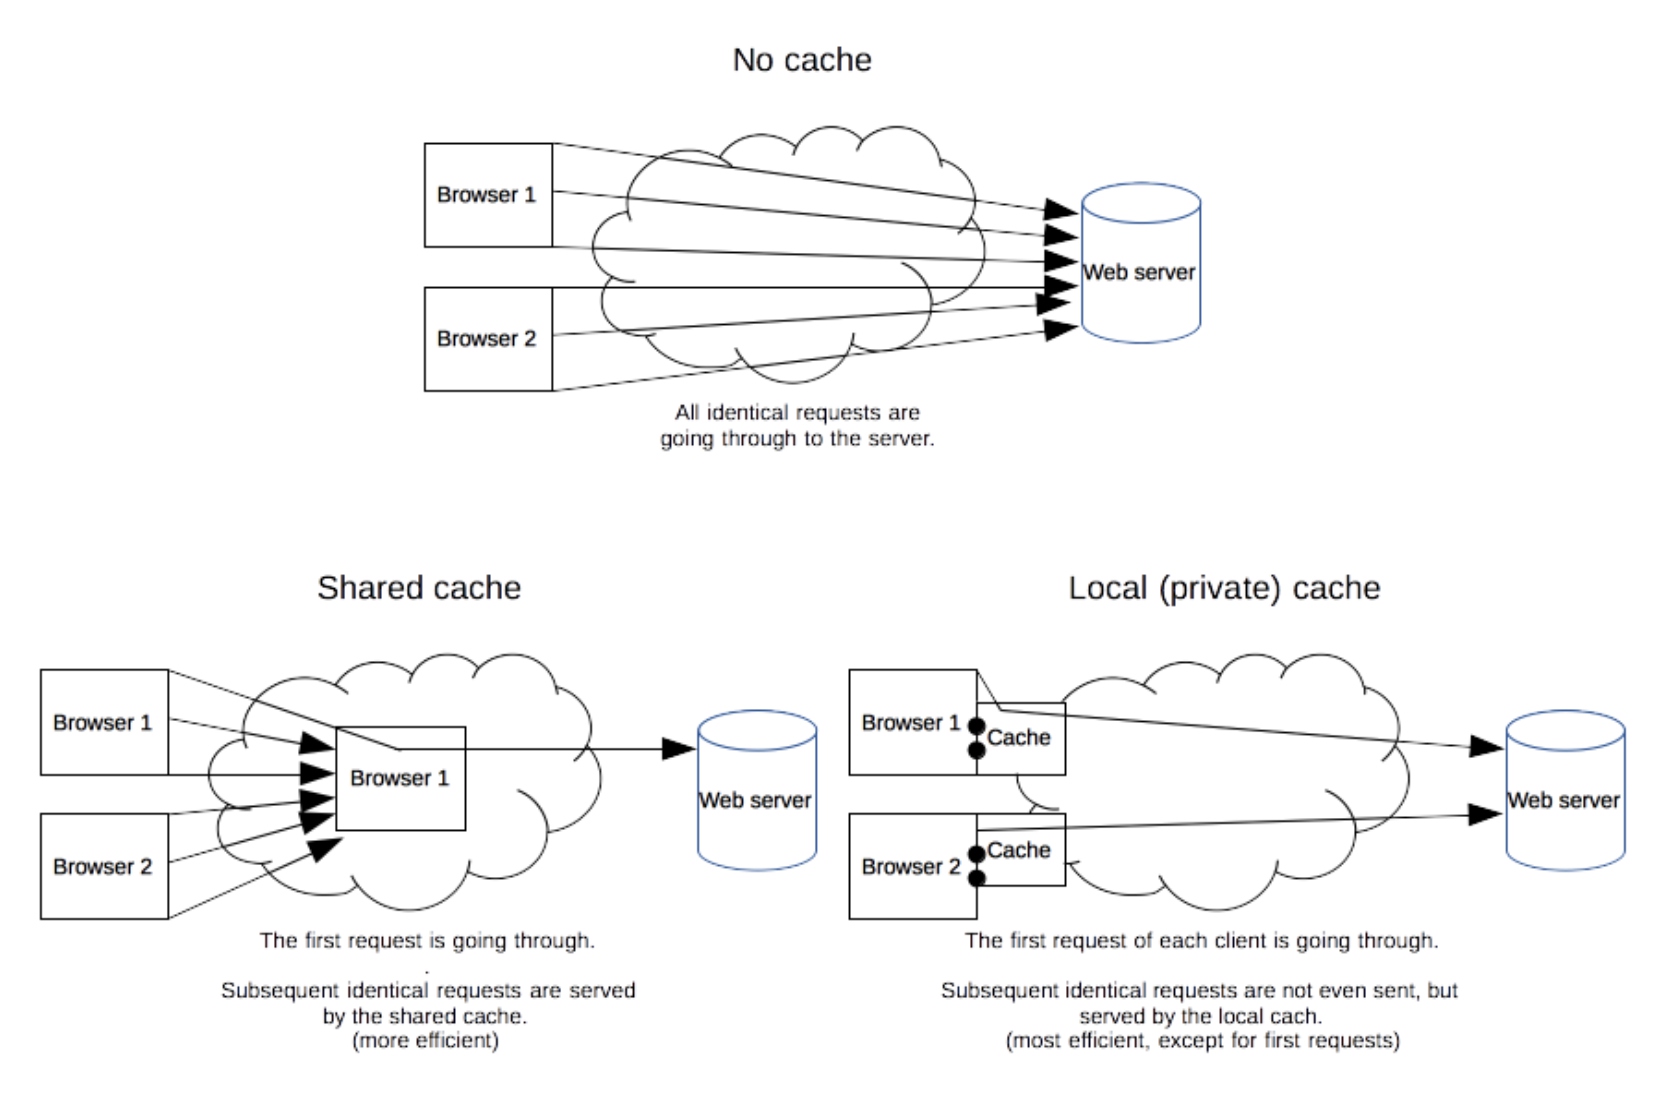 No cache
Browser 1
Web server
Browser 2
All identical requests are
going through to the server.
Shared cache
Browser 1
Browser 1
Web server
Browser 2
The first request is going through.
.
Subsequent identical requests are served
by the shared cache.
(more efficient)
Local (private) cache
Browser 1
Cache
Web server
Browser 2
Cache
The first request of each client is going through.
Subsequent identical requests are not even sent, but
served by the local cach.
(most efficient, except for first requests)